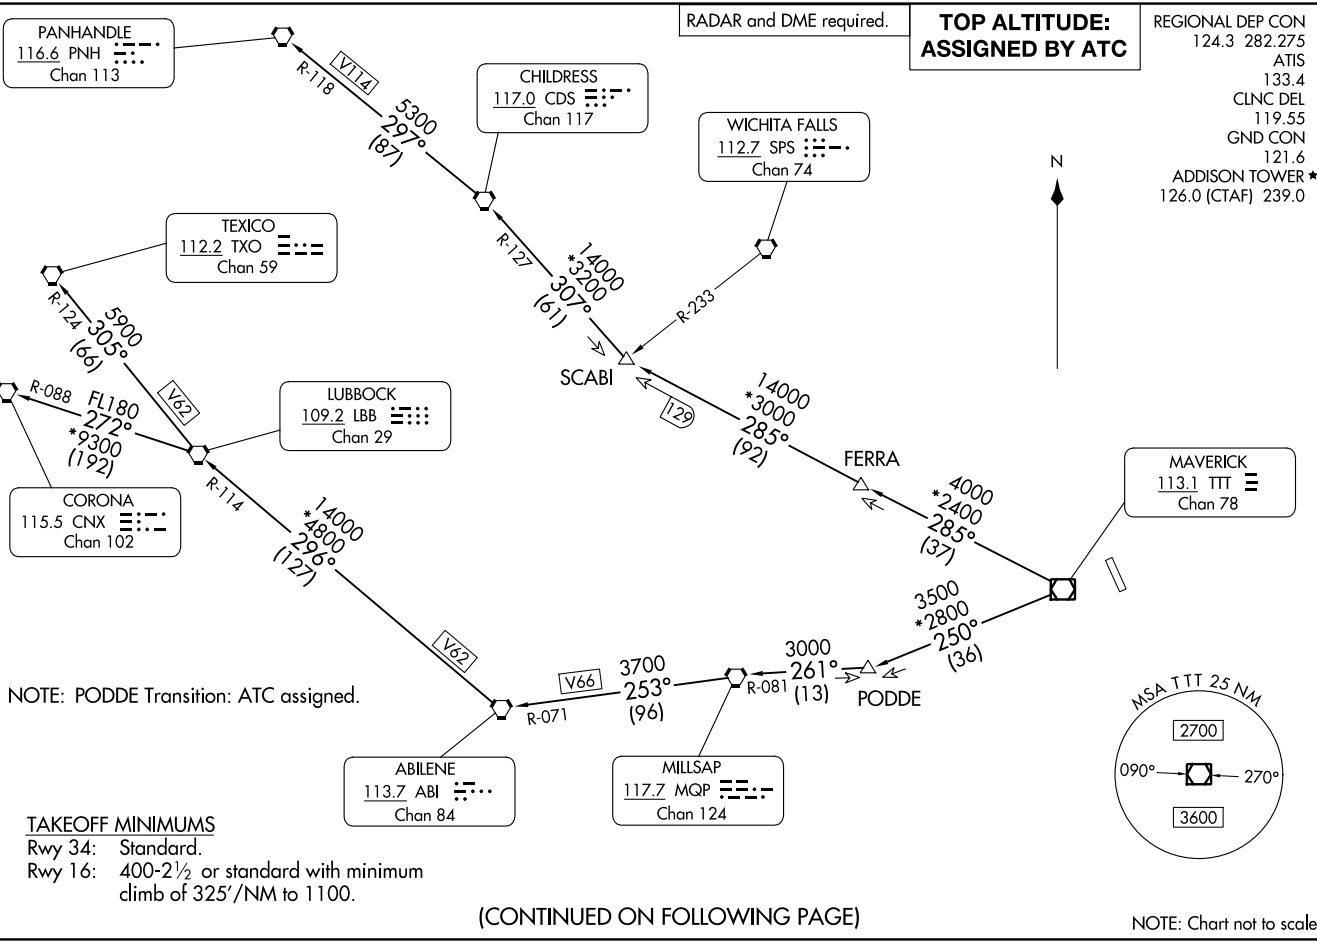 PANHANDLE
116.6 PNH
Chan 113
RADAR and DME required.
TOP ALTITUDE:
ASSIGNED BY ATC
REGIONAL DEP CON
124.3 282.275
ATIS
133.4
CLNC DEL
119.55
GND CON
121.6
ADDISON TOWER ★
126.0 (CTAF) 239.0
R-118
V114
5300
297°
(87)
CHILDRESS
117.0 CDS
Chan 117
WICHITA FALLS
112.7 SPS
Chan 74
N
TEXICO
112.2 TXO
Chan 59
R-127
14000
*3200
307°
(61)
R-233
SCABI
129
R-124
5900
305°
(66)
V62
R-088
FL180
272°
*9300
(192)
LUBBOCK
109.2 LBB
Chan 29
14000
*3000
285°
(92)
FERRA
4000
*2400
285°
(37)
MAVERICK
113.1 TTT
Chan 78
CORONA
115.5 CNX
Chan 102
R-114
14000
*4800
296°
(127)
V62
3500
*2800
250°
(36)
PODDE
3000
261°
(13)
R-081
3700
253°
(96)
V66
R-071
NOTE: PODDE Transition: ATC assigned.
ABILENE
113.7 ABI
Chan 84
MILLSAP
117.7 MQP
Chan 124
MSA TTT 25 NM
2700
090°
270°
3600
TAKEOFF MINIMUMS
Rwy 34: Standard.
Rwy 16: 400-2½ or standard with minimum
climb of 325'/NM to 1100.
(CONTINUED ON FOLLOWING PAGE)
NOTE: Chart not to scale